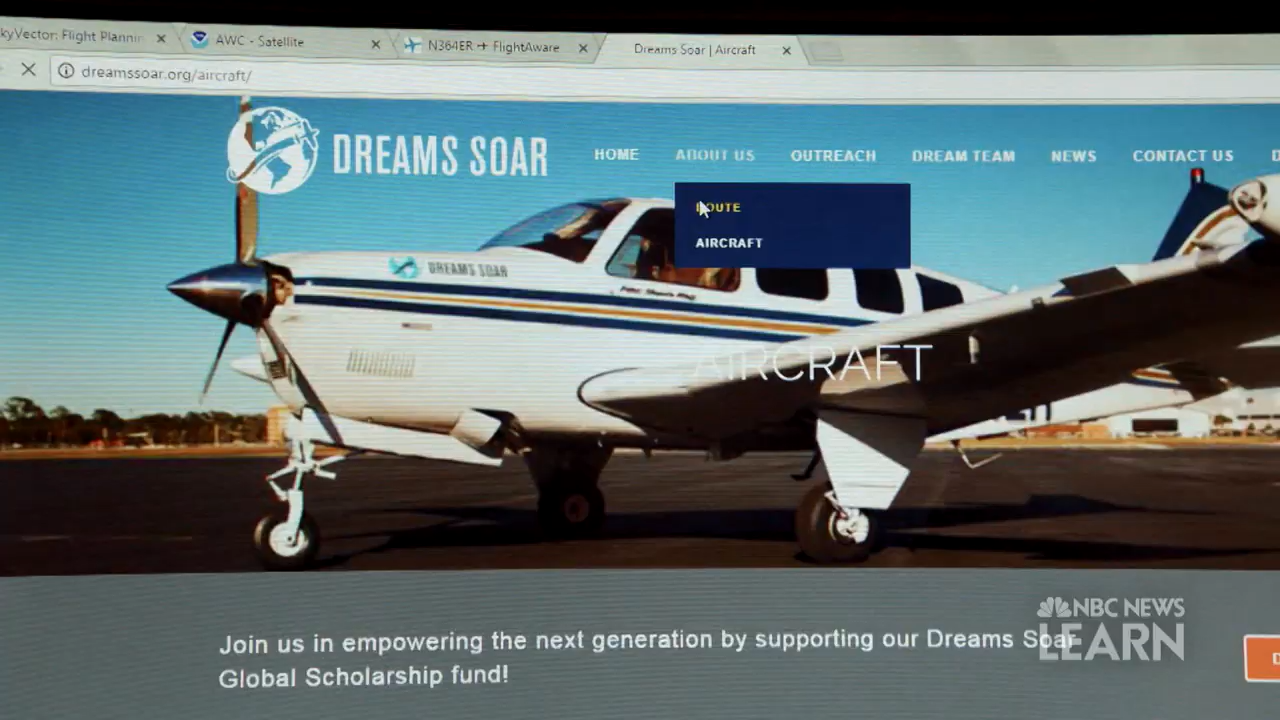 kyVector: Flight Plannin
AWC - Satellite
N364ER ✈ FlightAware
Dreams Soar | Aircraft
dreamssoar.org/aircraft/
DREAMS SOAR
HOME
ABOUT US
OUTREACH
DREAM TEAM
NEWS
CONTACT US
D
ROUTE
AIRCRAFT
DREAMS SOAR
AIRCRAFT
Join us in empowering the next generation by supporting our Dreams Soar
Global Scholarship fund!
D
NBC NEWS
LEARN